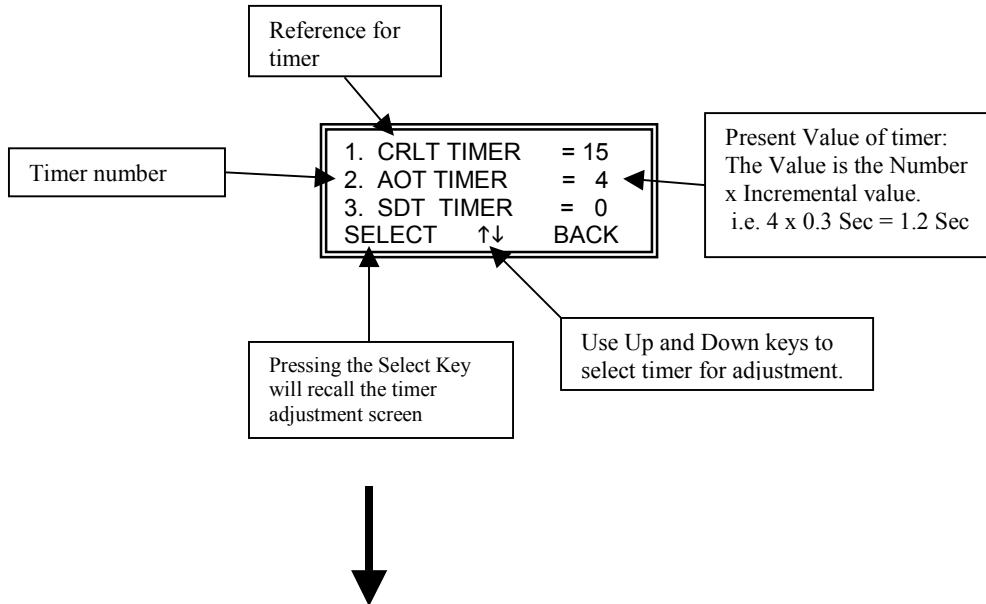 Reference for
timer
Timer number
1. CRLT TIMER = 15
2. AOT TIMER = 4
3. SDT TIMER = 0
SELECT ↑↓ BACK
Present Value of timer:
The Value is the Number
x Incremental value.
i.e. 4 x 0.3 Sec = 1.2 Sec
Pressing the Select Key
will recall the timer
adjustment screen
Use Up and Down keys to
select timer for adjustment.